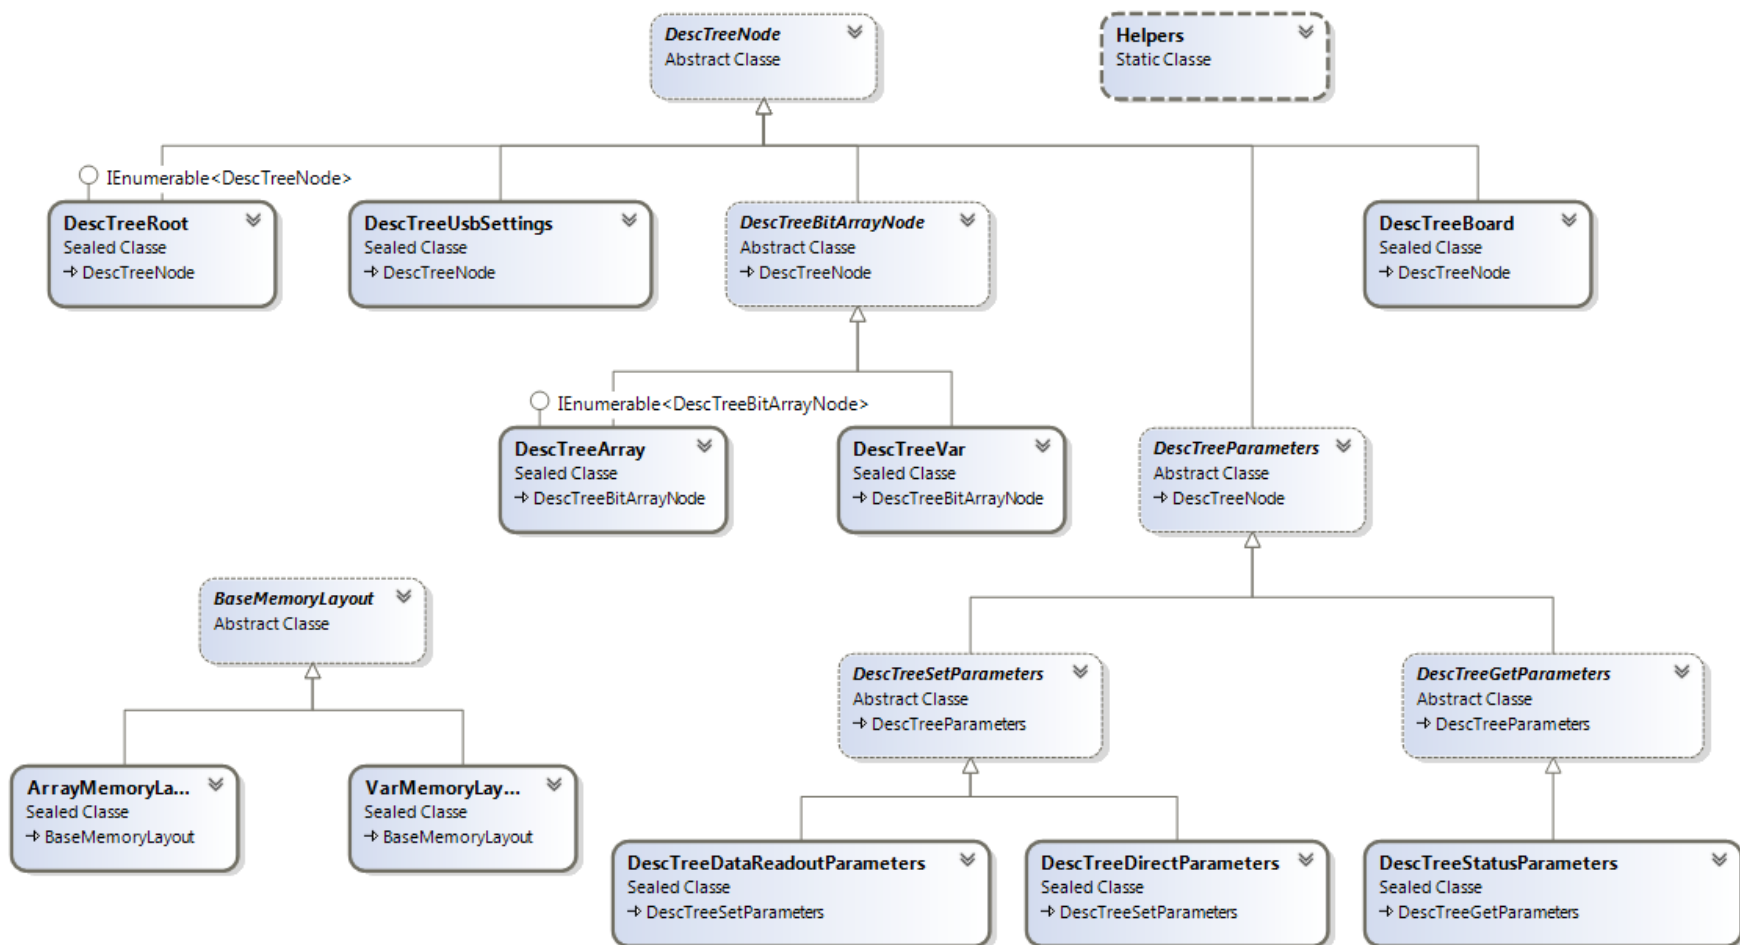 DescTreeNode
Abstract Classe
Helpers
Static Classe
IEnumerable<DescTreeNode>
DescTreeRoot
Sealed Classe
DescTreeNode
DescTreeUsbSettings
Sealed Classe
DescTreeNode
DescTreeBitArrayNode
Abstract Classe
DescTreeNode
DescTreeBoard
Sealed Classe
DescTreeNode
IEnumerable<DescTreeBitArrayNode>
DescTreeArray
Sealed Classe
DescTreeBitArrayNode
DescTreeVar
Sealed Classe
DescTreeBitArrayNode
DescTreeParameters
Abstract Classe
DescTreeNode
BaseMemoryLayout
Abstract Classe
DescTreeSetParameters
Abstract Classe
DescTreeParameters
DescTreeGetParameters
Abstract Classe
DescTreeParameters
ArrayMemoryLa...
Sealed Classe
BaseMemoryLayout
VarMemoryLay...
Sealed Classe
BaseMemoryLayout
DescTreeDataReadoutParameters
Sealed Classe
DescTreeSetParameters
DescTreeDirectParameters
Sealed Classe
DescTreeSetParameters
DescTreeStatusParameters
Sealed Classe
DescTreeGetParameters